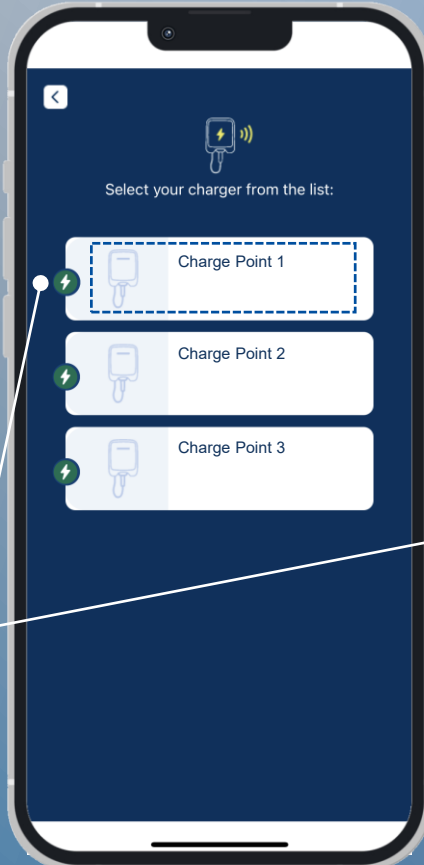 Select your charger from the list:
Charge Point 1
Charge Point 2
Charge Point 3